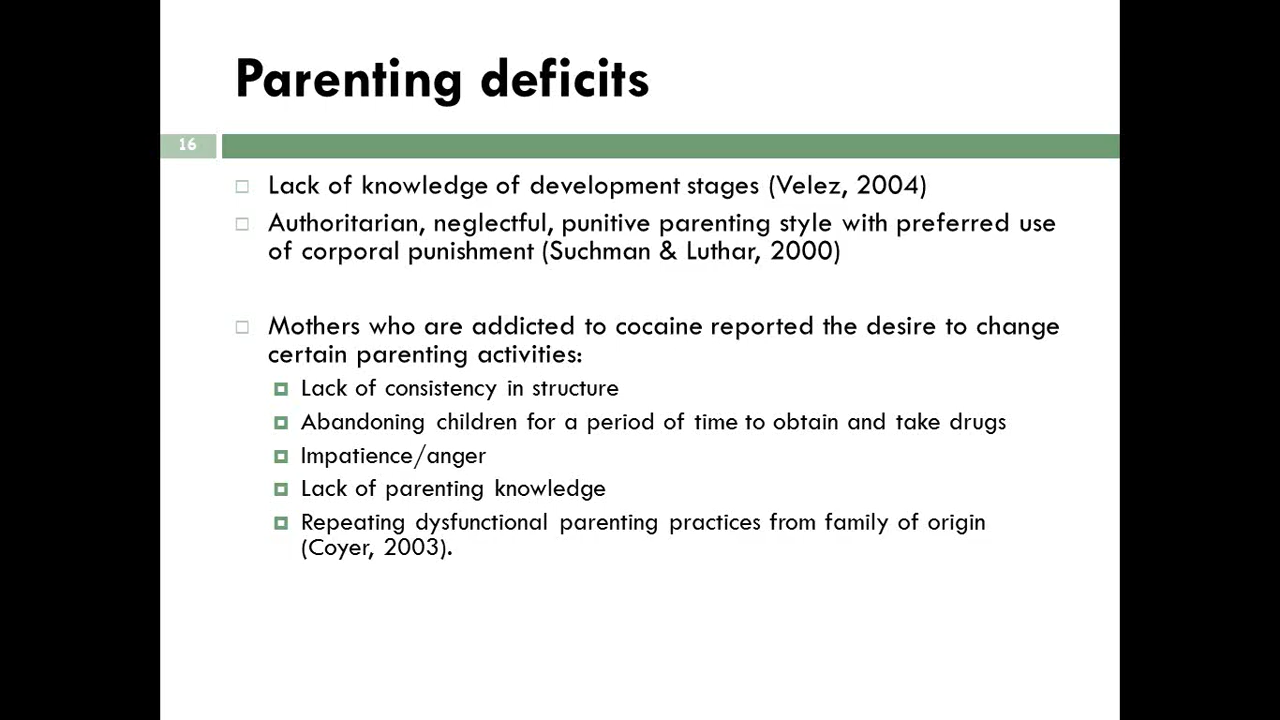 Parenting deficits
16
Lack of knowledge of development stages (Velez, 2004)
Authoritarian, neglectful, punitive parenting style with preferred use
of corporal punishment (Suchman & Luthar, 2000)
Mothers who are addicted to cocaine reported the desire to change
certain parenting activities:
Lack of consistency in structure
Abandoning children for a period of time to obtain and take drugs
Impatience/anger
Lack of parenting knowledge
Repeating dysfunctional parenting practices from family of origin
(Coyer, 2003).